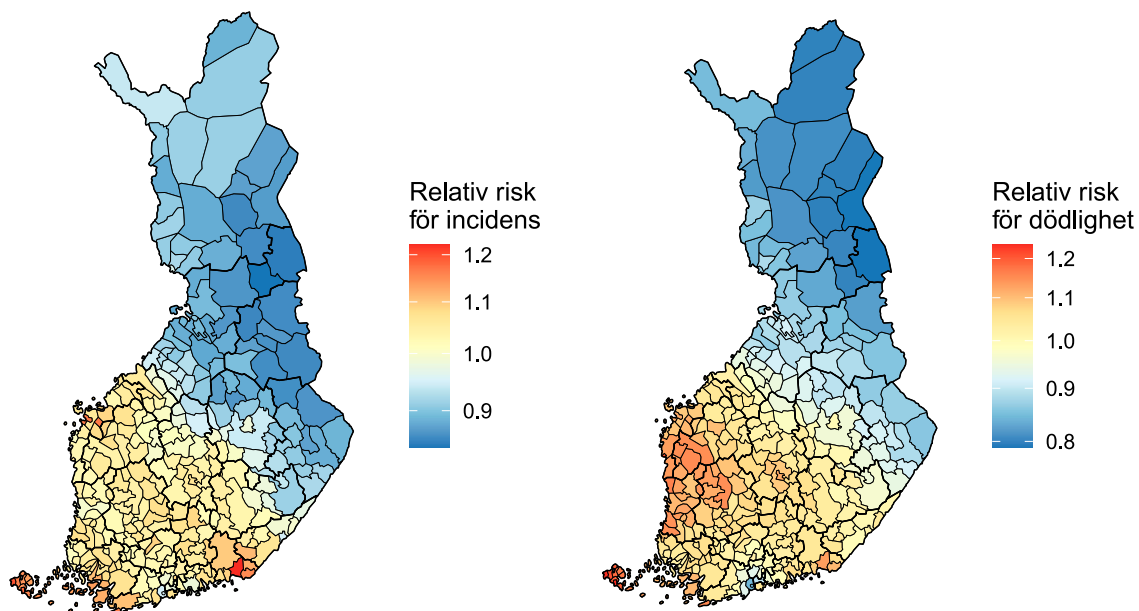 Relativ risk
för incidens
1.2
1.1
1.0
0.9
Relativ risk
för dödlighet
1.2
1.1
1.0
0.9
0.8